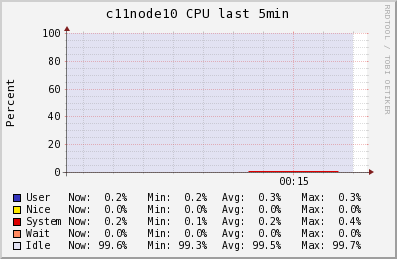 c11node10 CPU last 5min
RRDTOOL / TOBI OETIKER
Percent
100
80
60
40
20
0
00:15
User Now: 0.2% Min: 0.2% Avg: 0.3% Max: 0.3%
Nice Now: 0.0% Min: 0.0% Avg: 0.0% Max: 0.0%
System Now: 0.2% Min: 0.1% Avg: 0.2% Max: 0.4%
Wait Now: 0.0% Min: 0.0% Avg: 0.0% Max: 0.0%
Idle Now: 99.6% Min: 99.3% Avg: 99.5% Max: 99.7%